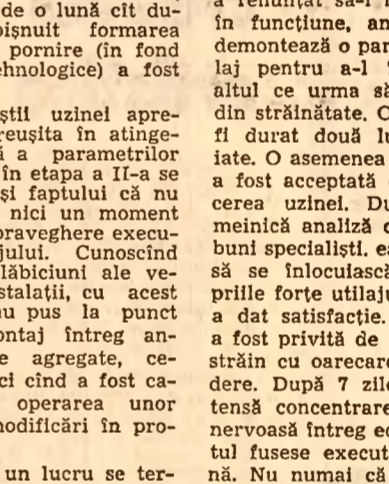 de o lună cît du-
bișnuit formarea
pornire (în fond
ehnologice) a fost
știi uzinei apre-
reușita în atinge-
ă a parametrilor
în etapa a II-a se
și faptului că nu
nici un moment
praveghere execu-
jului. Cunoscînd
lăbiciuni ale ve-
stalații, cu acest
au pus la punct
ontaj întreg an-
e agregate, ce-
ci cînd a fost ca-
operarea unor
modificări în pro-
un lucru se ter-
a renunțat să-l
în funcțiune, an
demontează o par
laj pentru a-l
altul ce urma să
din străinătate.
fi durat două lu
iate. O asemenea
a fost acceptată
cerea uzinei. Du
meinică analiză
buni specialiști, ea
să se înlocuiască
priile forțe utilaju
a dat satisfacție.
a fost privită de
străin cu oarecare
dere. După 7 zile
tensă concentrare
nervoasă întreg ec
tul fusese execut
nă. Nu numai că